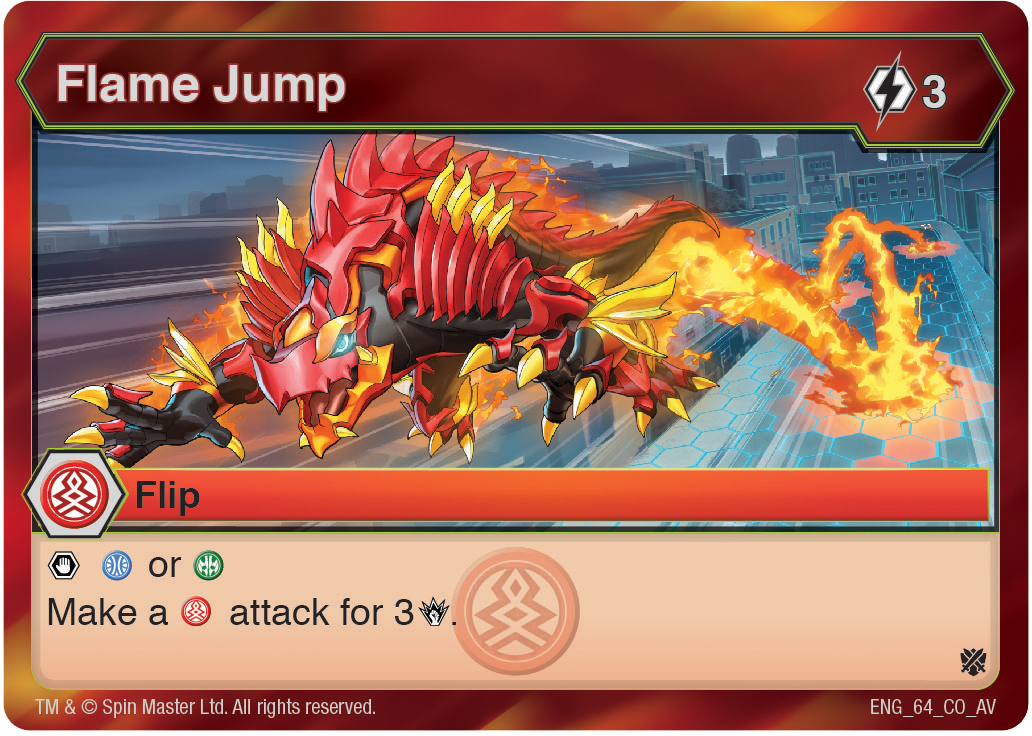 Flame Jump
3
Flip
or
Make a attack for 3.
TM & © Spin Master Ltd. All rights reserved.
ENG_64_CO_AV